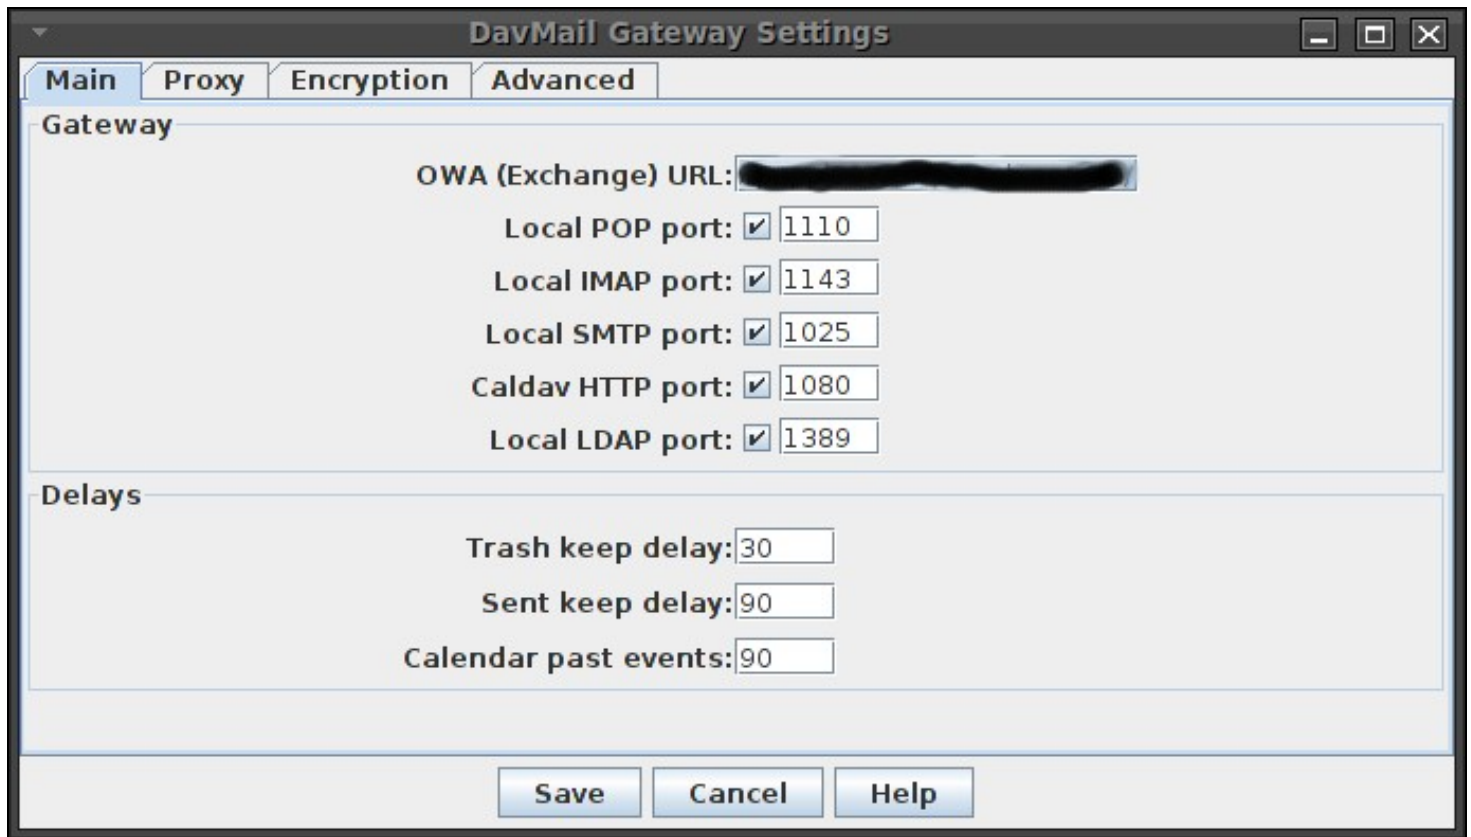 DavMail Gateway Settings
Main Proxy Encryption Advanced
Gateway
OWA (Exchange) URL:
Local POP port: 1110
Local IMAP port: 1143
Local SMTP port: 1025
Caldav HTTP port: 1080
Local LDAP port: 1389
Delays
Trash keep delay: 30
Sent keep delay: 90
Calendar past events: 90
Save Cancel Help